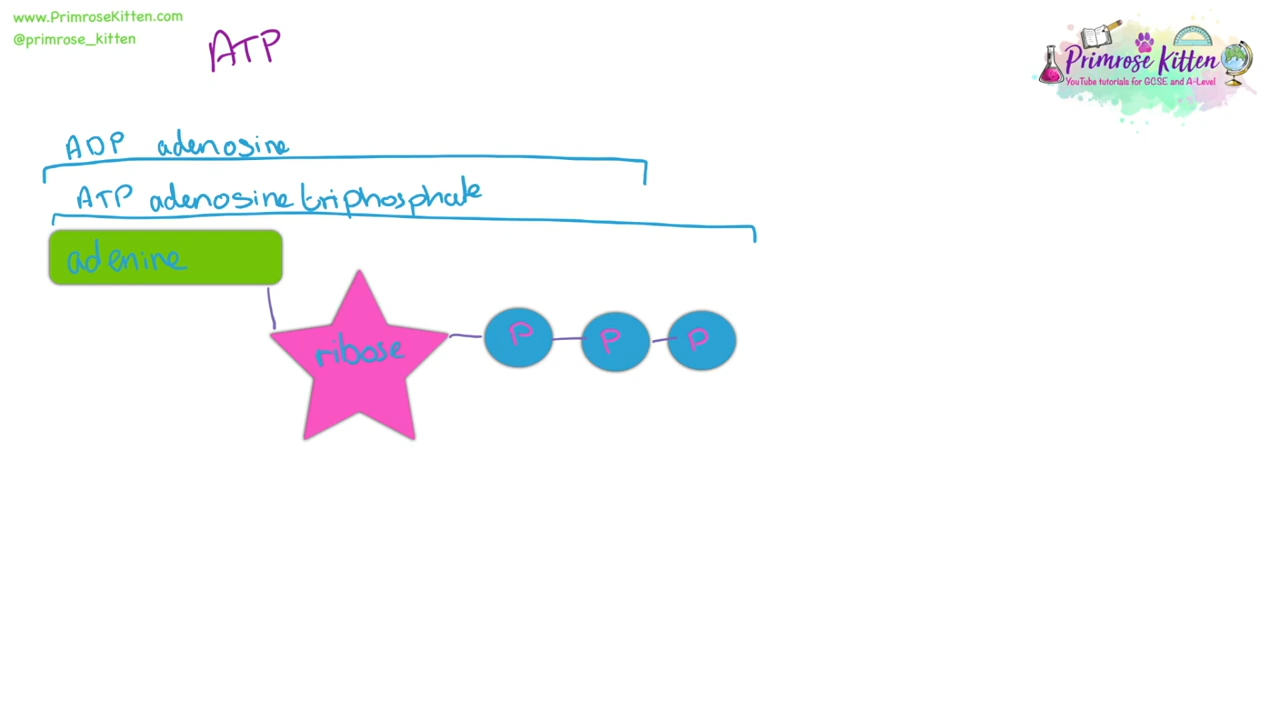 www.PrimroseKitten.com
@primrose_kitten
ATP
Primrose Kitten
YouTube tutorials for GCSE and A-Level
ADP adenosine
ATP adenosine triphosphate
adenine
ribose
P P P